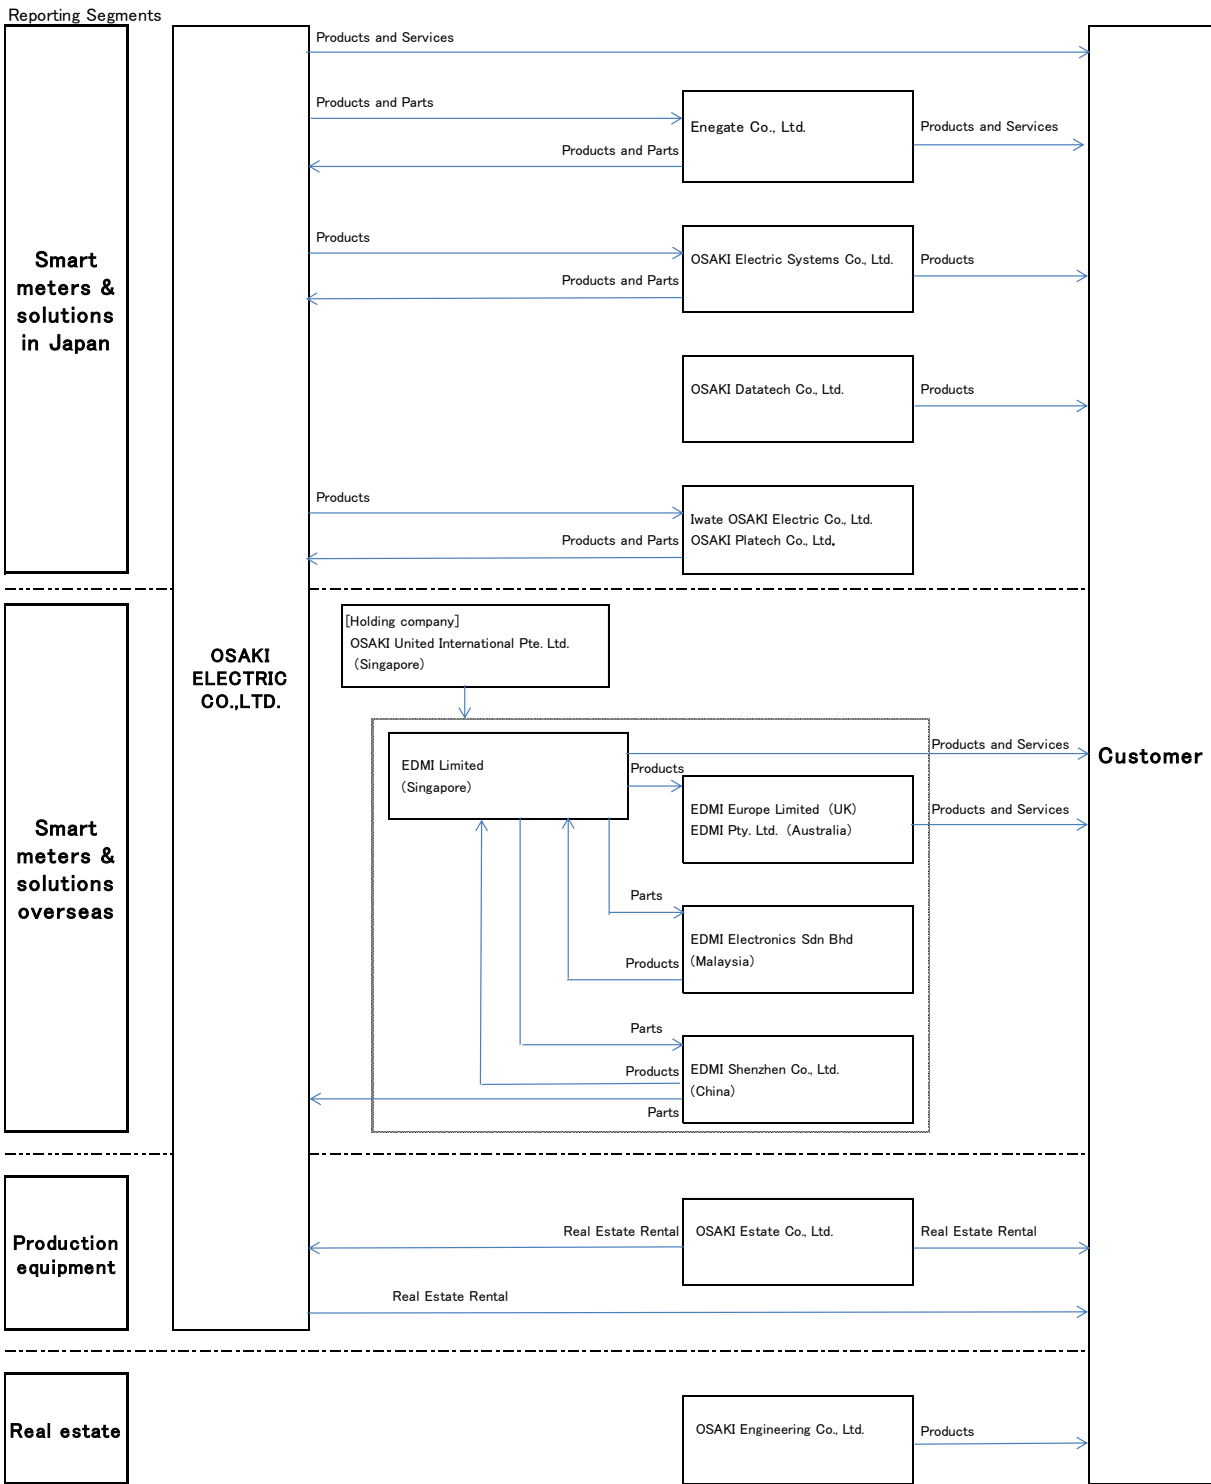 Reporting Segments
Products and Services
Products and Parts
Enegate Co., Ltd.
Products and Services
Products and Parts
Smart
meters &
solutions
in Japan
Products
OSAKI Electric Systems Co., Ltd.
Products
Products and Parts
OSAKI Datatech Co., Ltd.
Products
Products
Iwate OSAKI Electric Co., Ltd.
OSAKI Platech Co., Ltd.
Products and Parts
OSAKI
ELECTRIC
CO.,LTD.
[Holding company]
OSAKI United International Pte. Ltd.
(Singapore)
Smart
meters &
solutions
overseas
EDMI Limited
(Singapore)
Products and Services
Products
EDMI Europe Limited (UK)
EDMI Pty. Ltd. (Australia)
Products and Services
Customer
Parts
EDMI Electronics Sdn Bhd
(Malaysia)
Products
Parts
EDMI Shenzhen Co., Ltd.
(China)
Products
Parts
Production
equipment
Real Estate Rental
OSAKI Estate Co., Ltd.
Real Estate Rental
Real Estate Rental
Real estate
OSAKI Engineering Co., Ltd.
Products